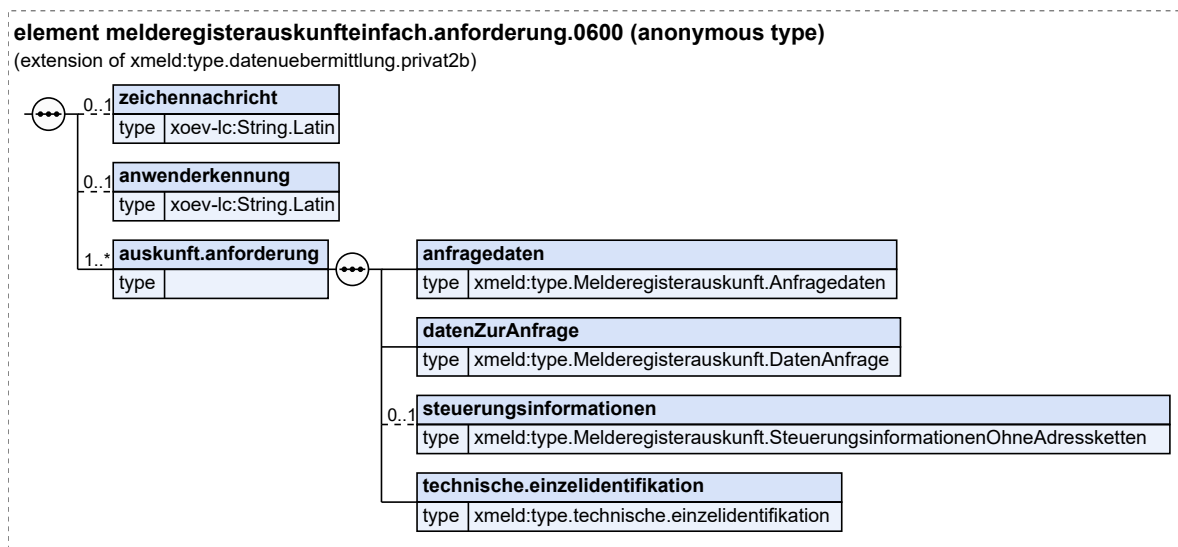 element melderegisterauskunfteinfach.anforderung.0600 (anonymous type)
(extension of xmeld:type.datenuebermittlung.privat2b)
0..1
zeichennachricht
type xoev-lc:String.Latin
0..1
anwenderkennung
type xoev-lc:String.Latin
1..*
auskunft.anforderung
type
anfragedaten
type xmeld:type.Melderegisterauskunft.Anfragedaten
datenZurAnfrage
type xmeld:type.Melderegisterauskunft.DatenAnfrage
0..1
steuerungsinformationen
type xmeld:type.Melderegisterauskunft.SteuerungsinformationenOhneAdressketten
technische.einzelidentifikation
type xmeld:type.technische.einzelidentifikation